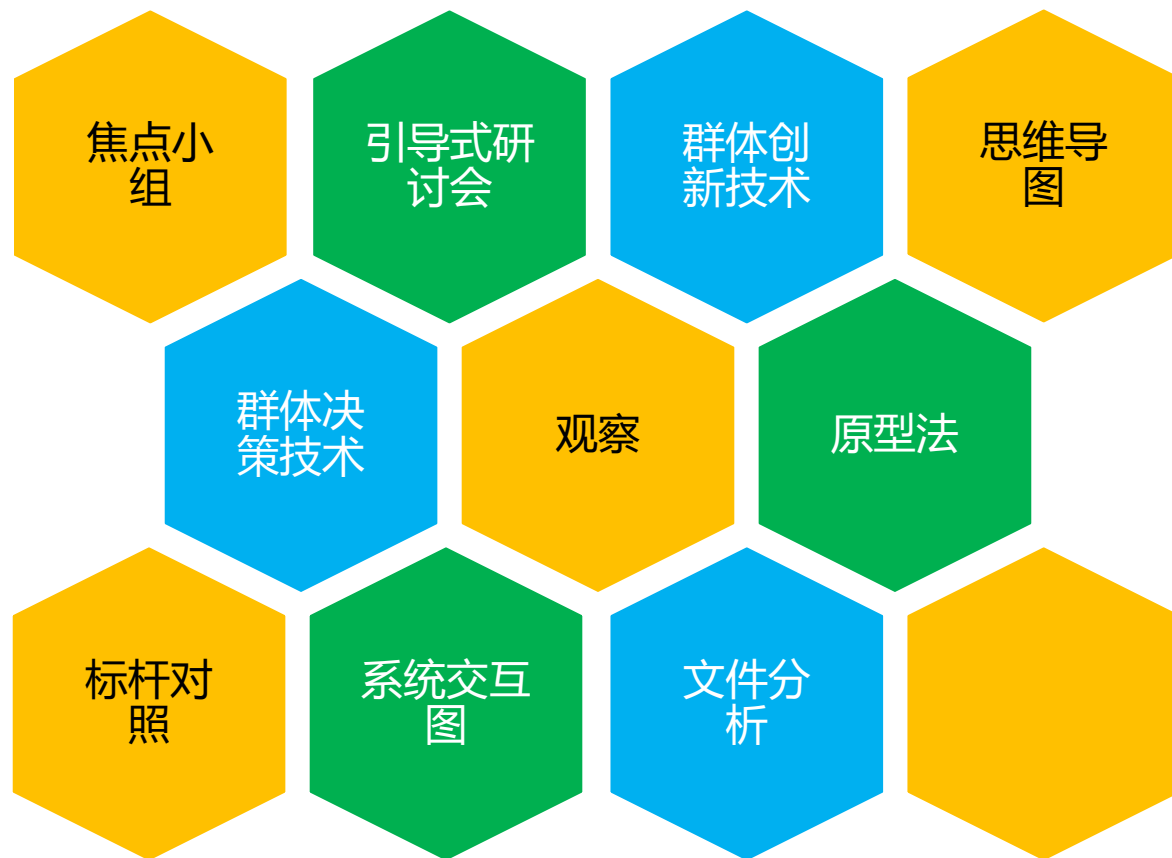 焦点小
组
引导式研
讨会
群体创
新技术
思维导
图
群体决
策技术
观察
原型法
标杆对
照
系统交互
图
文件分
析